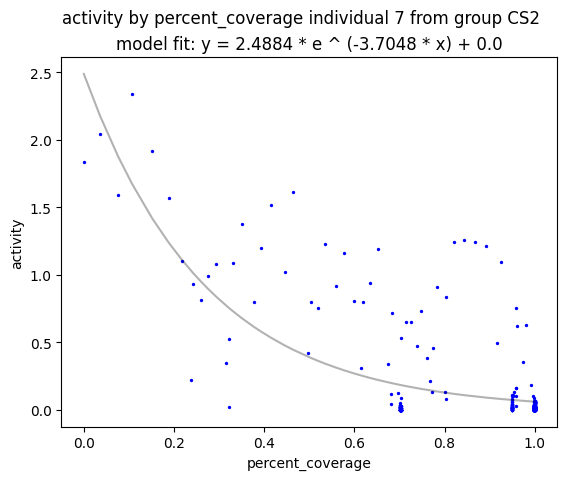 activity by percent_coverage individual 7 from group CS2
model fit: y = 2.4884 * e ^ (-3.7048 * x) + 0.0
2.5
2.0
1.5
1.0
0.5
0.0
activity
0.0 0.2 0.4 0.6 0.8 1.0
percent_coverage